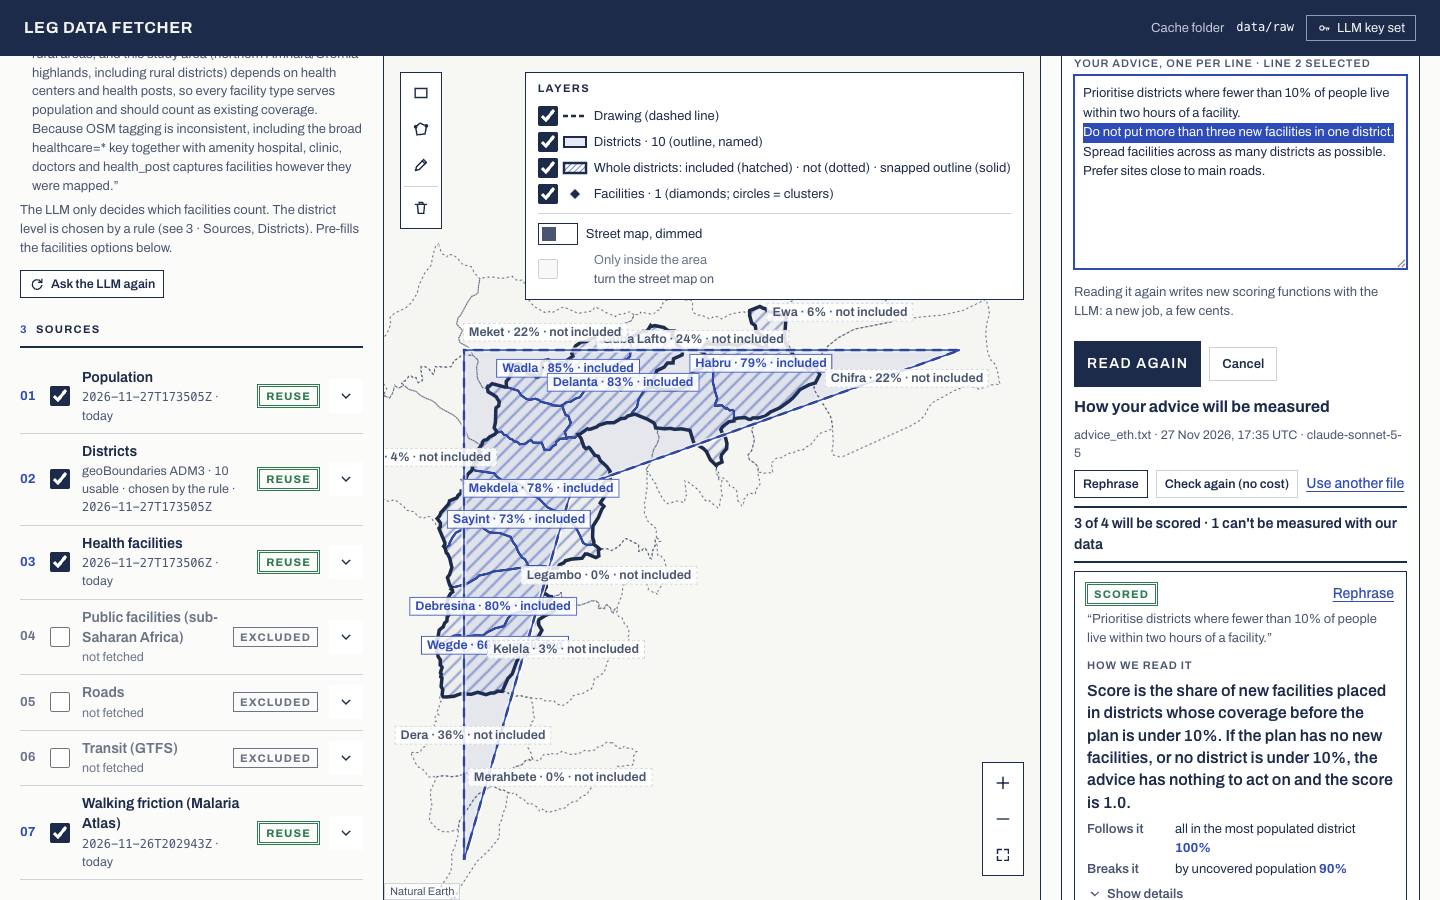 LEG DATA FETCHER
Cache folder data/raw
LLM key set
rural areas, and this study area (northern Amhara/Oromia
highlands, including rural districts) depends on health
centers and health posts, so every facility type serves
population and should count as existing coverage.
Because OSM tagging is inconsistent, including the broad
healthcare=* key together with amenity hospital, clinic,
doctors and health_post captures facilities however they
were mapped.”
The LLM only decides which facilities count. The district
level is chosen by a rule (see 3 · Sources, Districts). Pre-fills
the facilities options below.
Ask the LLM again
3 SOURCES
01 Population
2026-11-27T173505Z ·
today
REUSE
02 Districts
geoBoundaries ADM3 · 10
usable · chosen by the rule ·
2026-11-27T173505Z
REUSE
03 Health facilities
2026-11-27T173506Z ·
today
REUSE
04 Public facilities (sub-
Saharan Africa)
not fetched
EXCLUDED
05 Roads
not fetched
EXCLUDED
06 Transit (GTFS)
not fetched
EXCLUDED
07 Walking friction (Malaria
Atlas)
2026-11-26T202943Z ·
today
REUSE
LAYERS
Drawing (dashed line)
Districts · 10 (outline, named)
Whole districts: included (hatched) · not (dotted) · snapped outline (solid)
Facilities · 1 (diamonds; circles = clusters)
Street map, dimmed
Only inside the area
turn the street map on
Ewa · 6% · not included
Meket · 22% · not included
Lafto · 24% · not included
Wadla · 85% · included
Habru · 79% · included
Delanta · 83% · included
Chifra · 22% · not included
· 4% · not included
Mekdela · 78% · included
Sayint · 73% · included
Legambo · 0% · not included
Debresina · 80% · included
Wegde ·
Kelela · 3% · not included
Dera · 36% · not included
Merahbete · 0% · not included
Natural Earth
YOUR ADVICE, ONE PER LINE · LINE 2 SELECTED
Prioritise districts where fewer than 10% of people live
within two hours of a facility.
Do not put more than three new facilities in one district.
Spread facilities across as many districts as possible.
Prefer sites close to main roads.
Reading it again writes new scoring functions with the
LLM: a new job, a few cents.
READ AGAIN
Cancel
How your advice will be measured
advice_eth.txt · 27 Nov 2026, 17:35 UTC · claude-sonnet-5-
5
Rephrase
Check again (no cost)
Use another file
3 of 4 will be scored · 1 can't be measured with our
data
SCORED
Rephrase
“Prioritise districts where fewer than 10% of people
live within two hours of a facility.”
HOW WE READ IT
Score is the share of new facilities placed
in districts whose coverage before the
plan is under 10%. If the plan has no new
facilities, or no district is under 10%, the
advice has nothing to act on and the score
is 1.0.
Follows it all in the most populated district
100%
Breaks it by uncovered population 90%
Show details